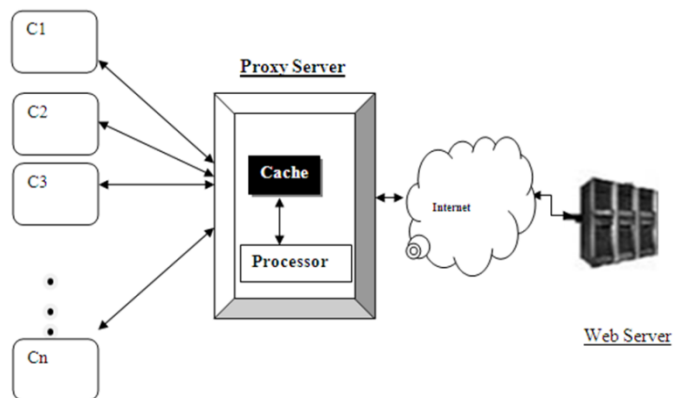 C1
Proxy Server
C2
C3
Cache
Internet
Processor
Web Server
Cn